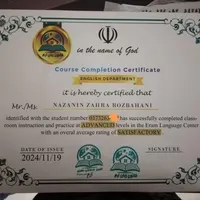 in the name of God
Course Completion Certificate
ENGLISH DEPARTMENT
it is hereby certified that
Mr./Ms. NAZANIN ZAHRA ROZBAHANI
identified with the student number has successfully completed class-
room instruction and practice at ADVANCED levels in the Eram Language Center
with an overal average rating of SATISFACTORY
DATE OF ISSUE
SIGNATURE
2024/11/19